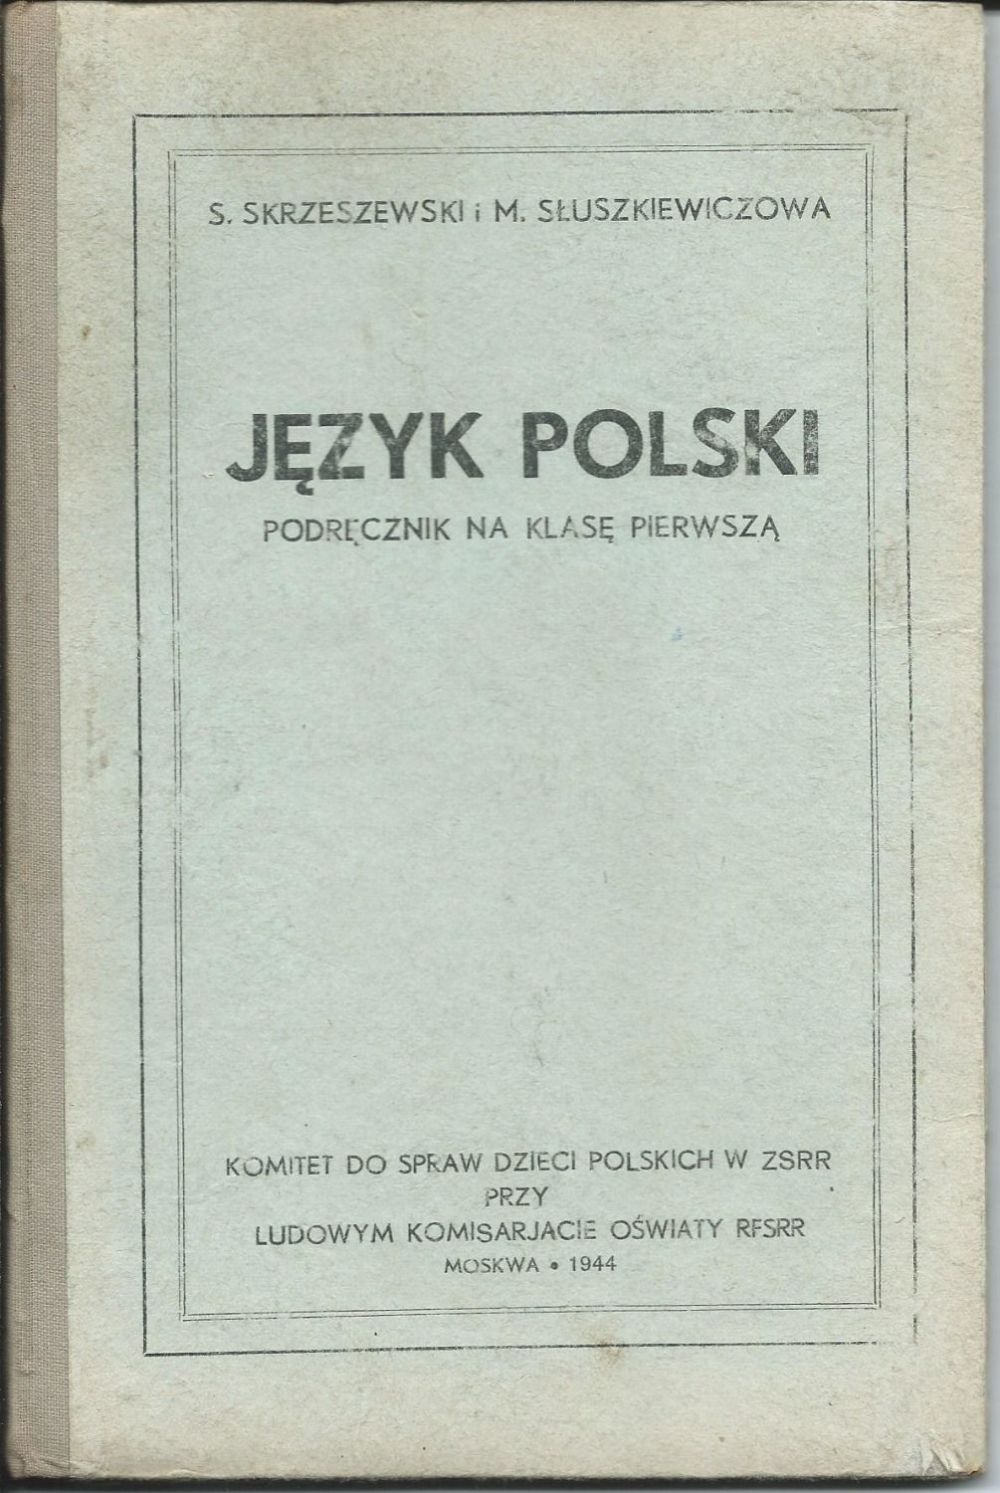 S. SKRZESZEWSKI i M. SŁUSZKIEWICZOWA
JĘZYK POLSKI
PODRĘCZNIK NA KLASĘ PIERWSZĄ
KOMITET DO SPRAW DZIECI POLSKICH W ZSRR
PRZY
LUDOWYM KOMISARJACIE OŚWIATY RFSRR
MOSKWA • 1944